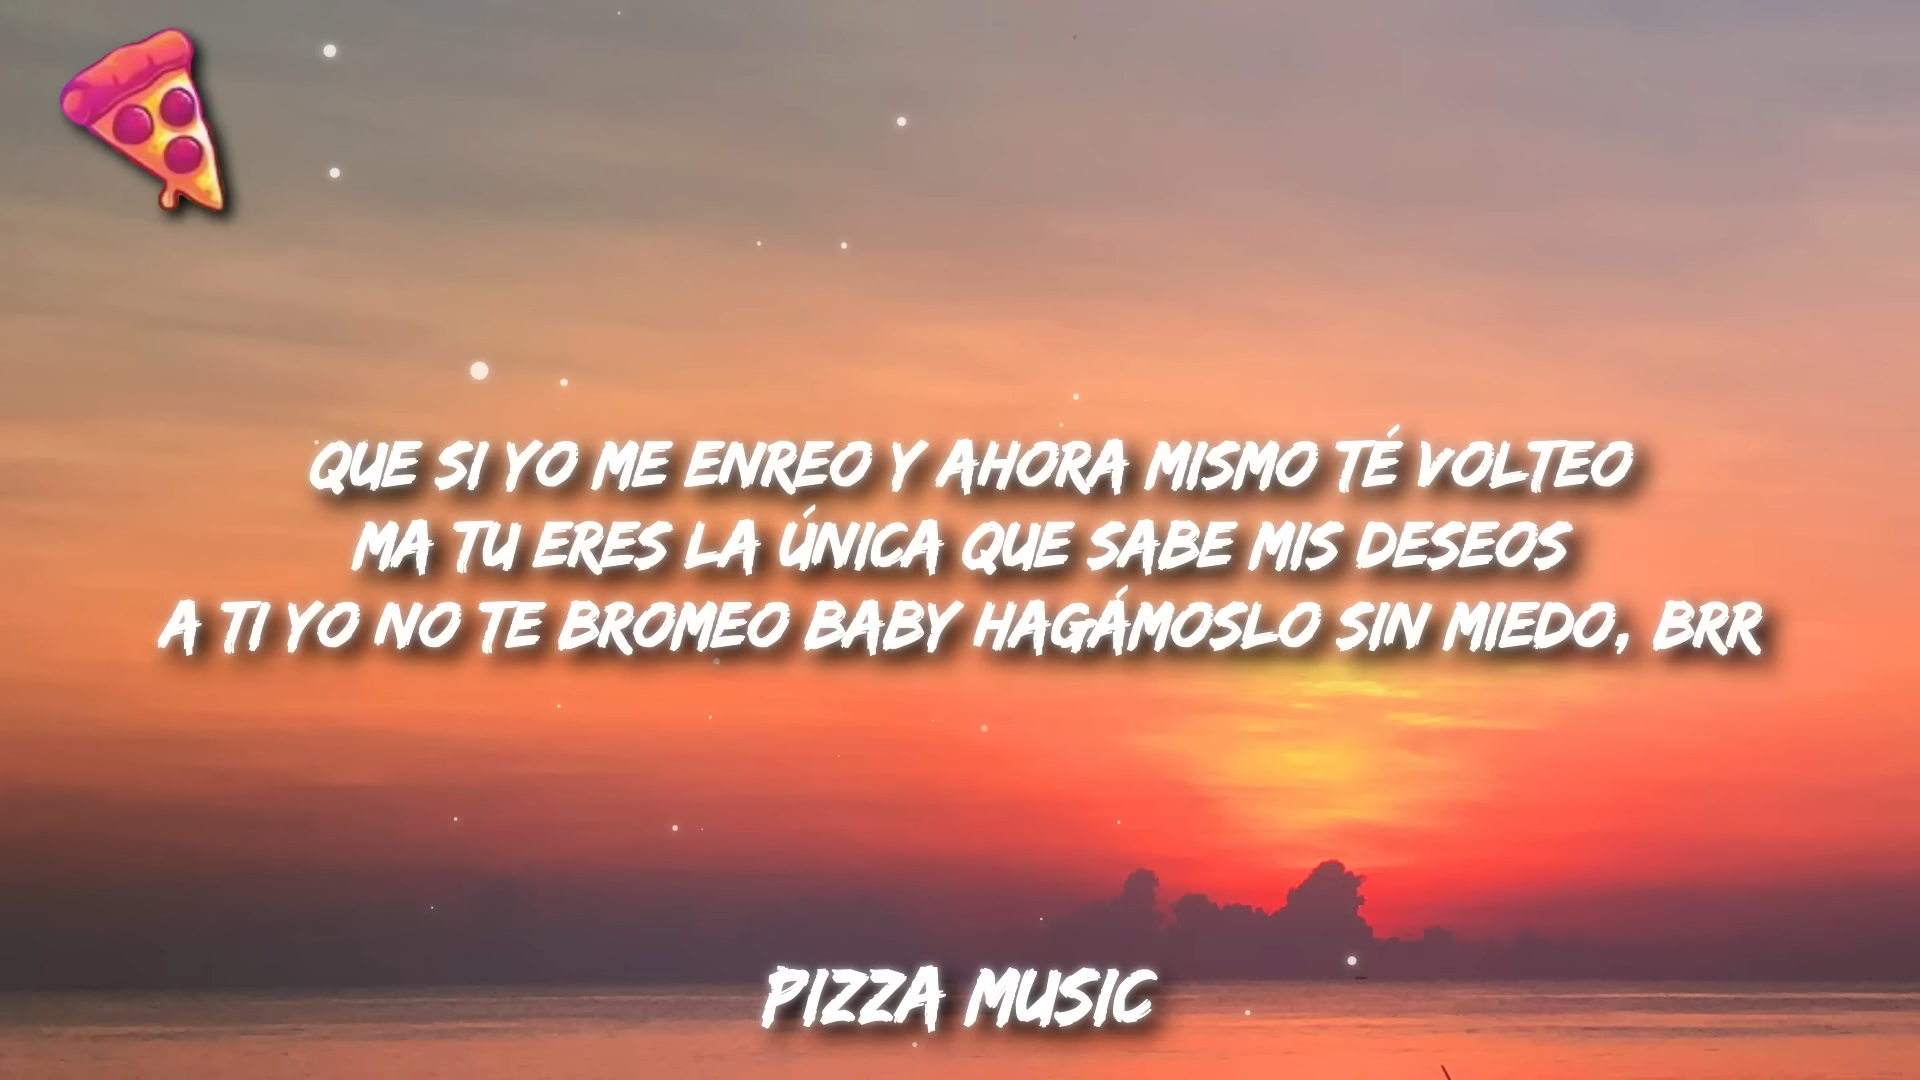 QUE SI YO ME ENREO Y AHORA MISMO TÉ VOLTEO
MA TU ERES LA ÚNICA QUE SABE MIS DESEOS
A TI YO NO TE BROMEO BABY HAGÁMOSLO SIN MIEDO, BRR
PIZZA MUSIC